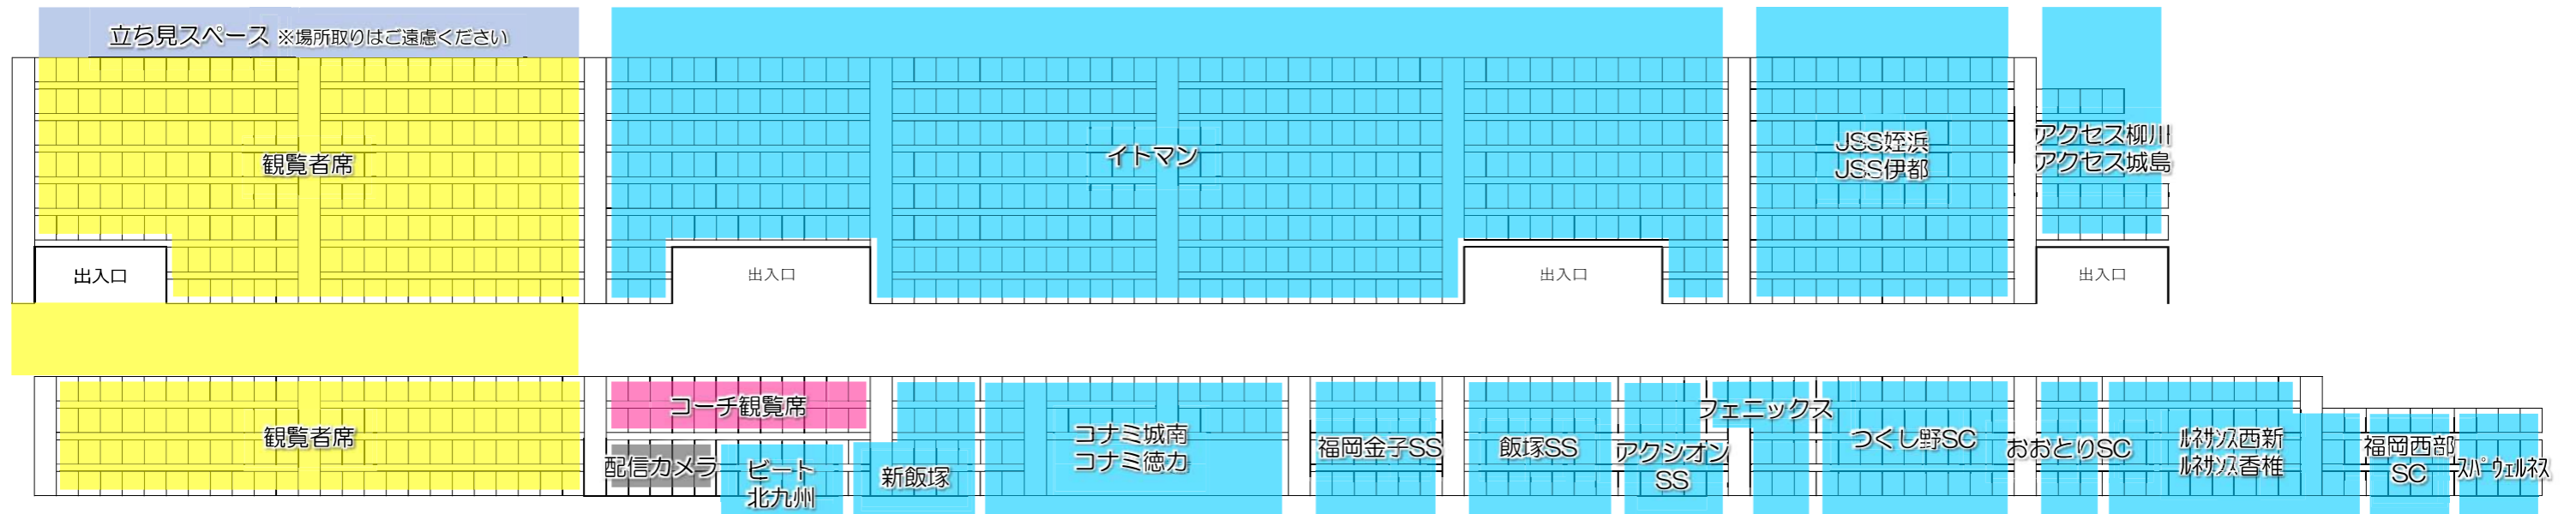 立ち見スペース ※場所取りはご遠慮ください
観覧者席
イトマン
JSS姪浜
JSS伊都
アクセス柳川
アクセス城島
出入口
出入口
出入口
出入口
観覧者席
コーチ観覧席
配信カメラ
ビート
北九州
新飯塚
コナミ城南
コナミ徳力
福岡金子SS
飯塚SS
アクシオン
SS
フェニックス
つくし野SC
おおとりSC
ﾙﾈｻﾝｽ西新
ﾙﾈｻﾝｽ香椎
福岡西部
SC
ｽﾊﾟｳｪﾙﾈｽ